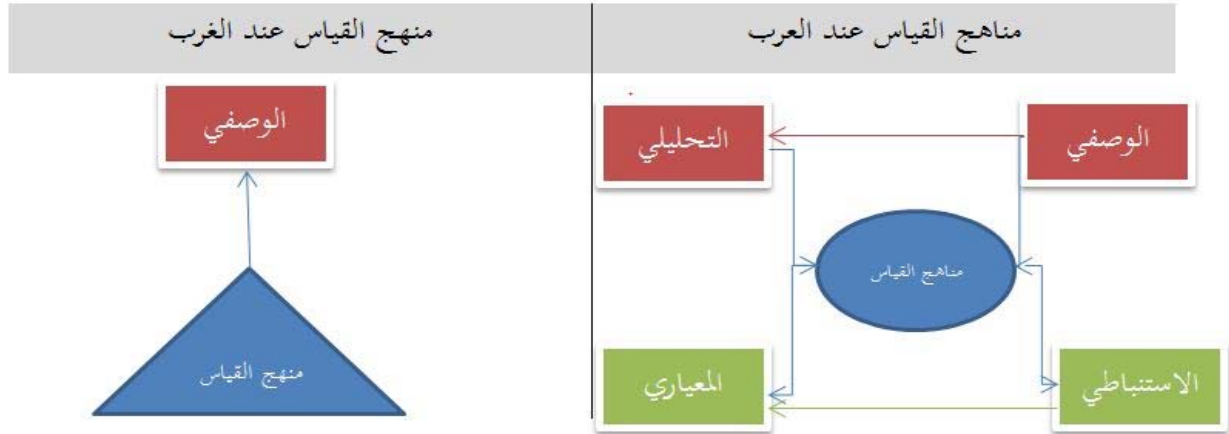 مناهج القياس عند العرب
منهج القياس عند الغرب
الوصفي
التحليلي
مناهج القياس
الاستنباطي
المعياري
الوصفي
منهج القياس